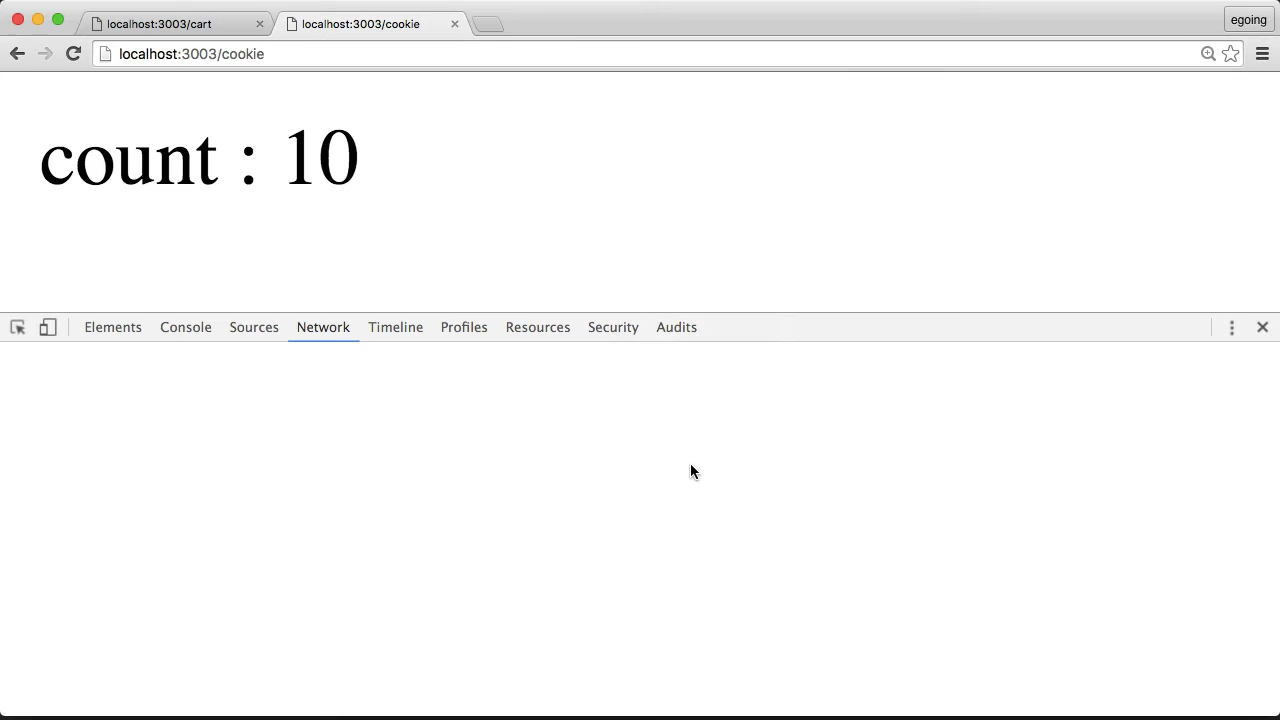 localhost:3003/cart localhost:3003/cookie egoing
localhost:3003/cookie
count : 10
Elements Console Sources Network Timeline Profiles Resources Security Audits